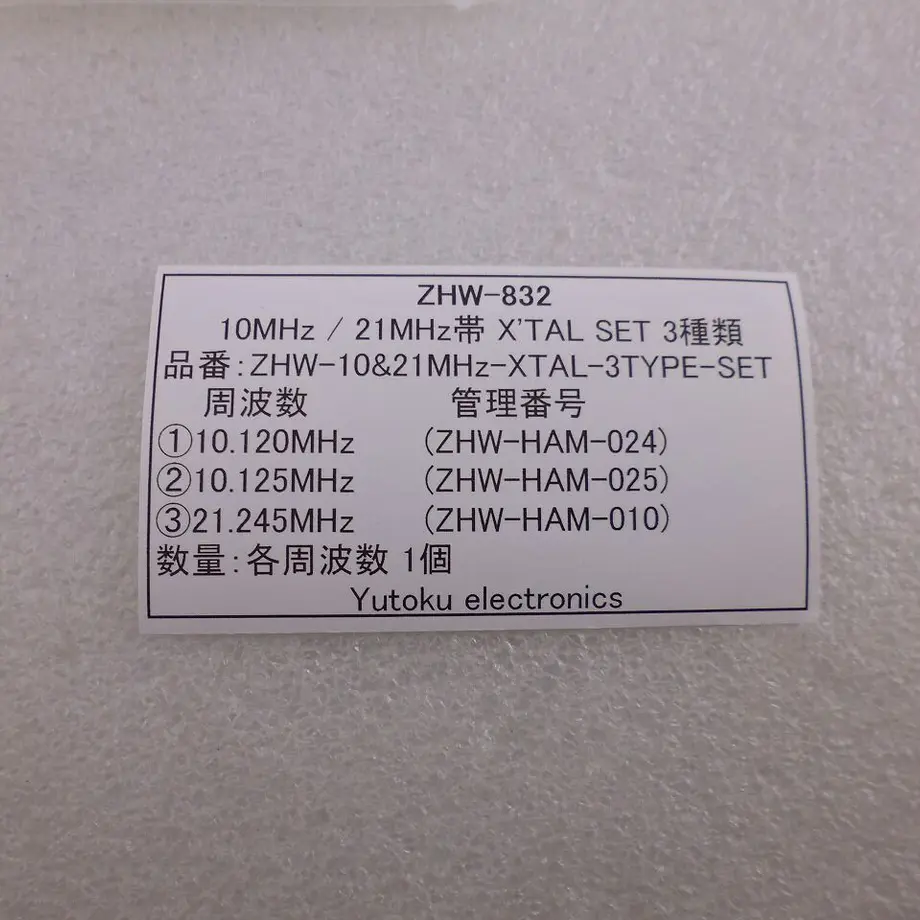 ZHW-832
10MHz / 21MHz帯 X'TAL SET 3種類
品番:ZHW-10&21MHz-XTAL-3TYPE-SET
周波数 管理番号
①10.120MHz (ZHW-HAM-024)
②10.125MHz (ZHW-HAM-025)
③21.245MHz (ZHW-HAM-010)
数量:各周波数 1個
Yutoku electronics